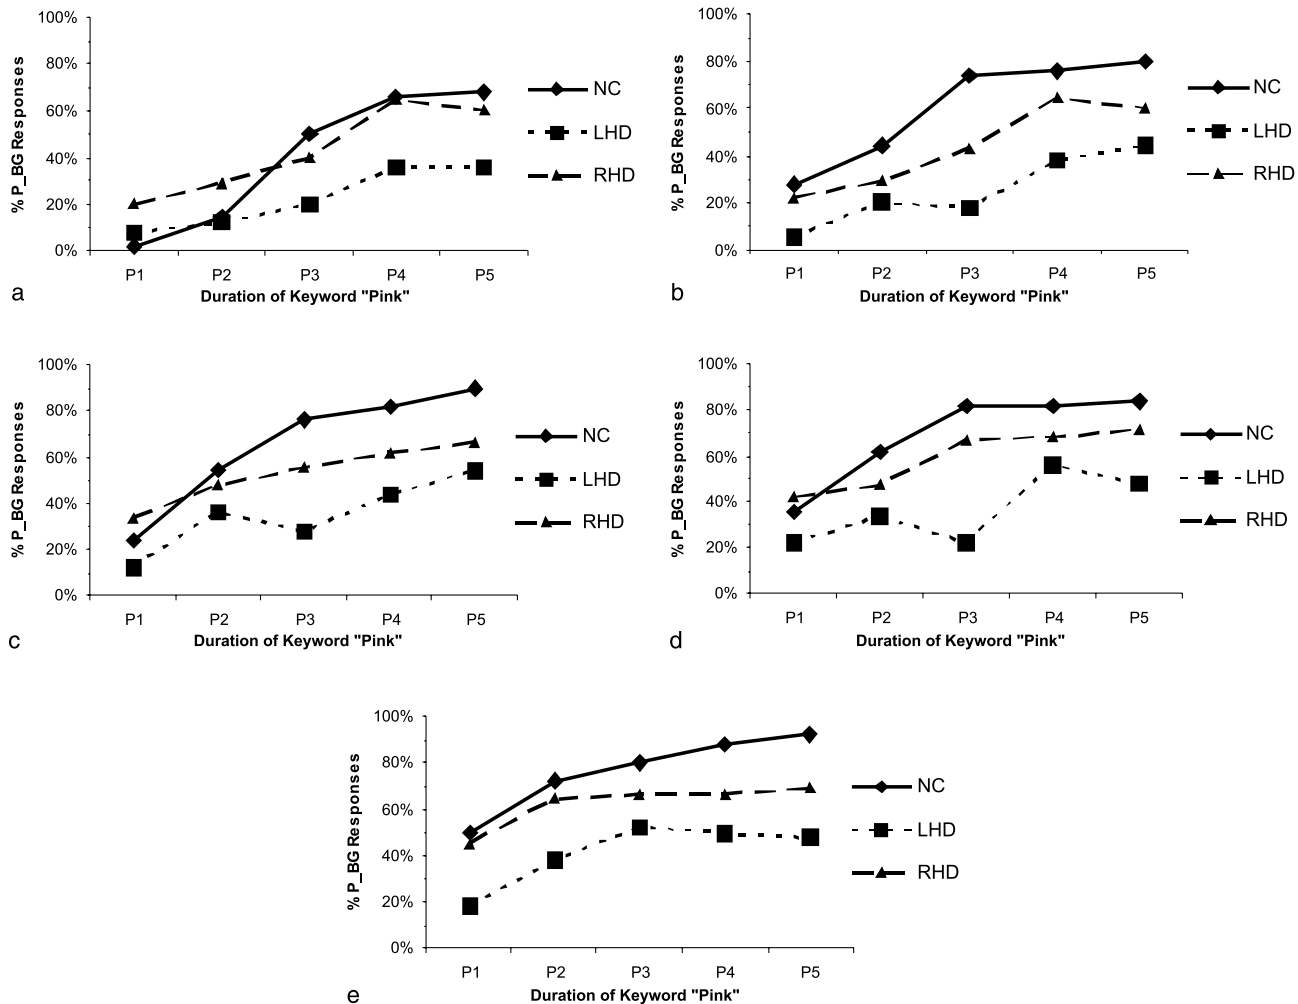 100%
80%
60%
40%
20%
0%
% P_BG Responses
P1 P2 P3 P4 P5
Duration of Keyword "Pink"
NC
LHD
RHD
a
100%
80%
60%
40%
20%
0%
% P_BG Responses
P1 P2 P3 P4 P5
Duration of Keyword "Pink"
NC
LHD
RHD
b
100%
80%
60%
40%
20%
0%
% P_BG Responses
P1 P2 P3 P4 P5
Duration of Keyword "Pink"
NC
LHD
RHD
c
100%
80%
60%
40%
20%
0%
% P_BG Responses
P1 P2 P3 P4 P5
Duration of Keyword "Pink"
NC
LHD
RHD
d
100%
80%
60%
40%
20%
0%
% P_BG Responses
P1 P2 P3 P4 P5
Duration of Keyword "Pink"
NC
LHD
RHD
e